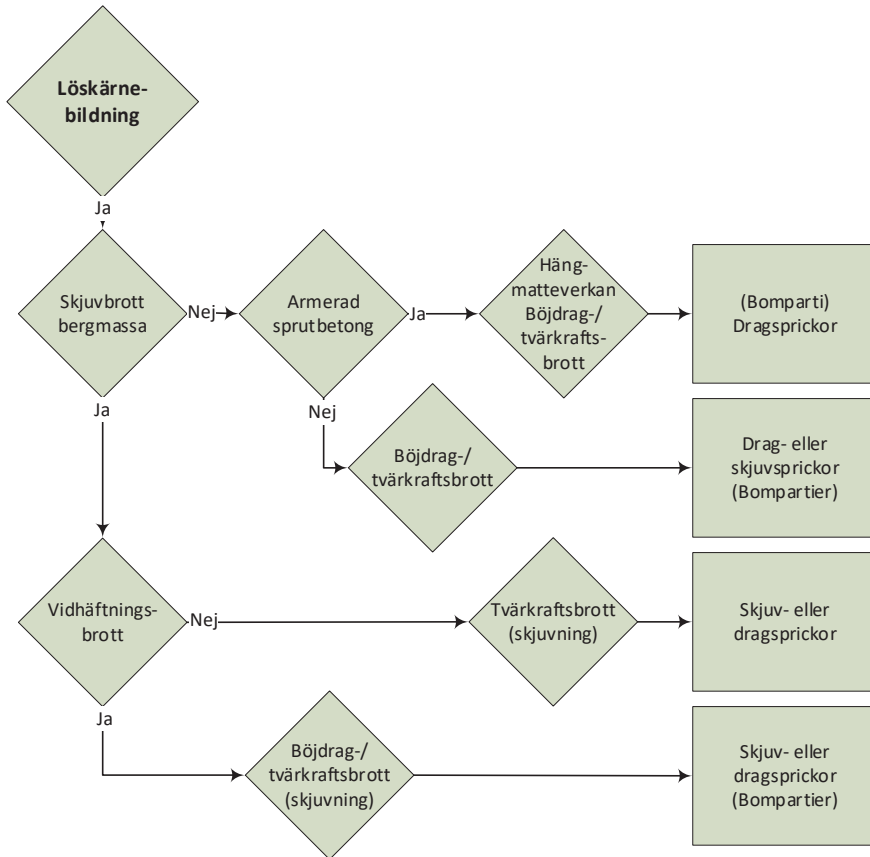 Löskärne-
bildning
Ja
Skjuvbrott
bergmassa
Nej
Armerad
sprutbetong
Ja
Häng-
matteverkan
Böjdrag-/
tvärkrafts-
brott
(Bomparti)
Dragsprickor
Nej
Böjdrag-/
tvärkraftsbrott
Drag- eller
skjuvsprickor
(Bompartier)
Ja
Vidhäftnings-
brott
Nej
Tvärkraftsbrott
(skjuvning)
Skjuv- eller
dragsprickor
Ja
Böjdrag-/
tvärkraftsbrott
(skjuvning)
Skjuv- eller
dragsprickor
(Bompartier)